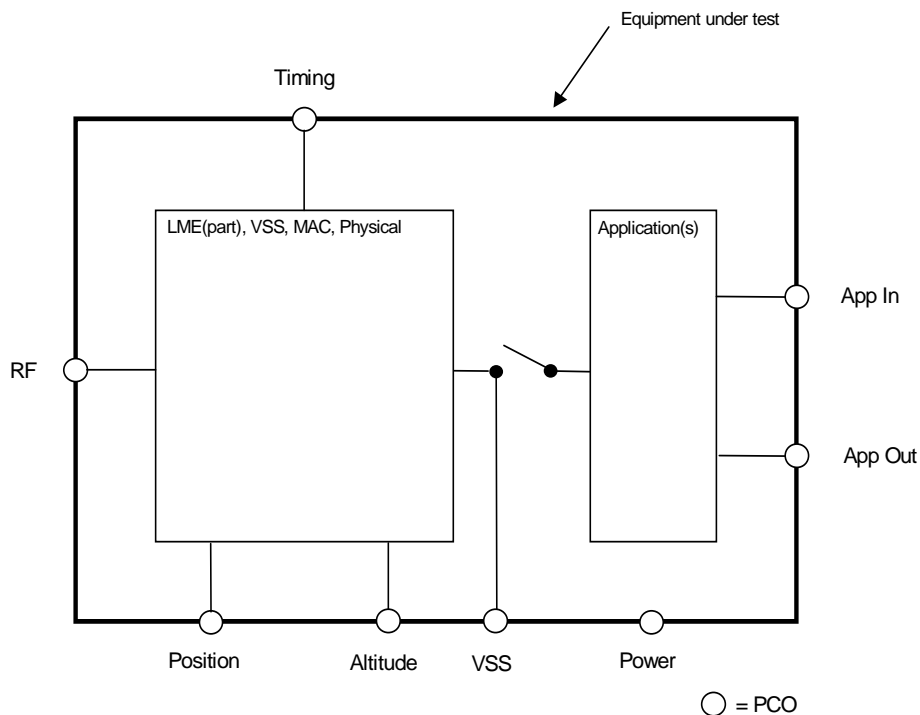 Equipment under test
Timing
LME(part), VSS, MAC, Physical
Application(s)
App In
RF
App Out
Position
Altitude
VSS
Power
= PCO